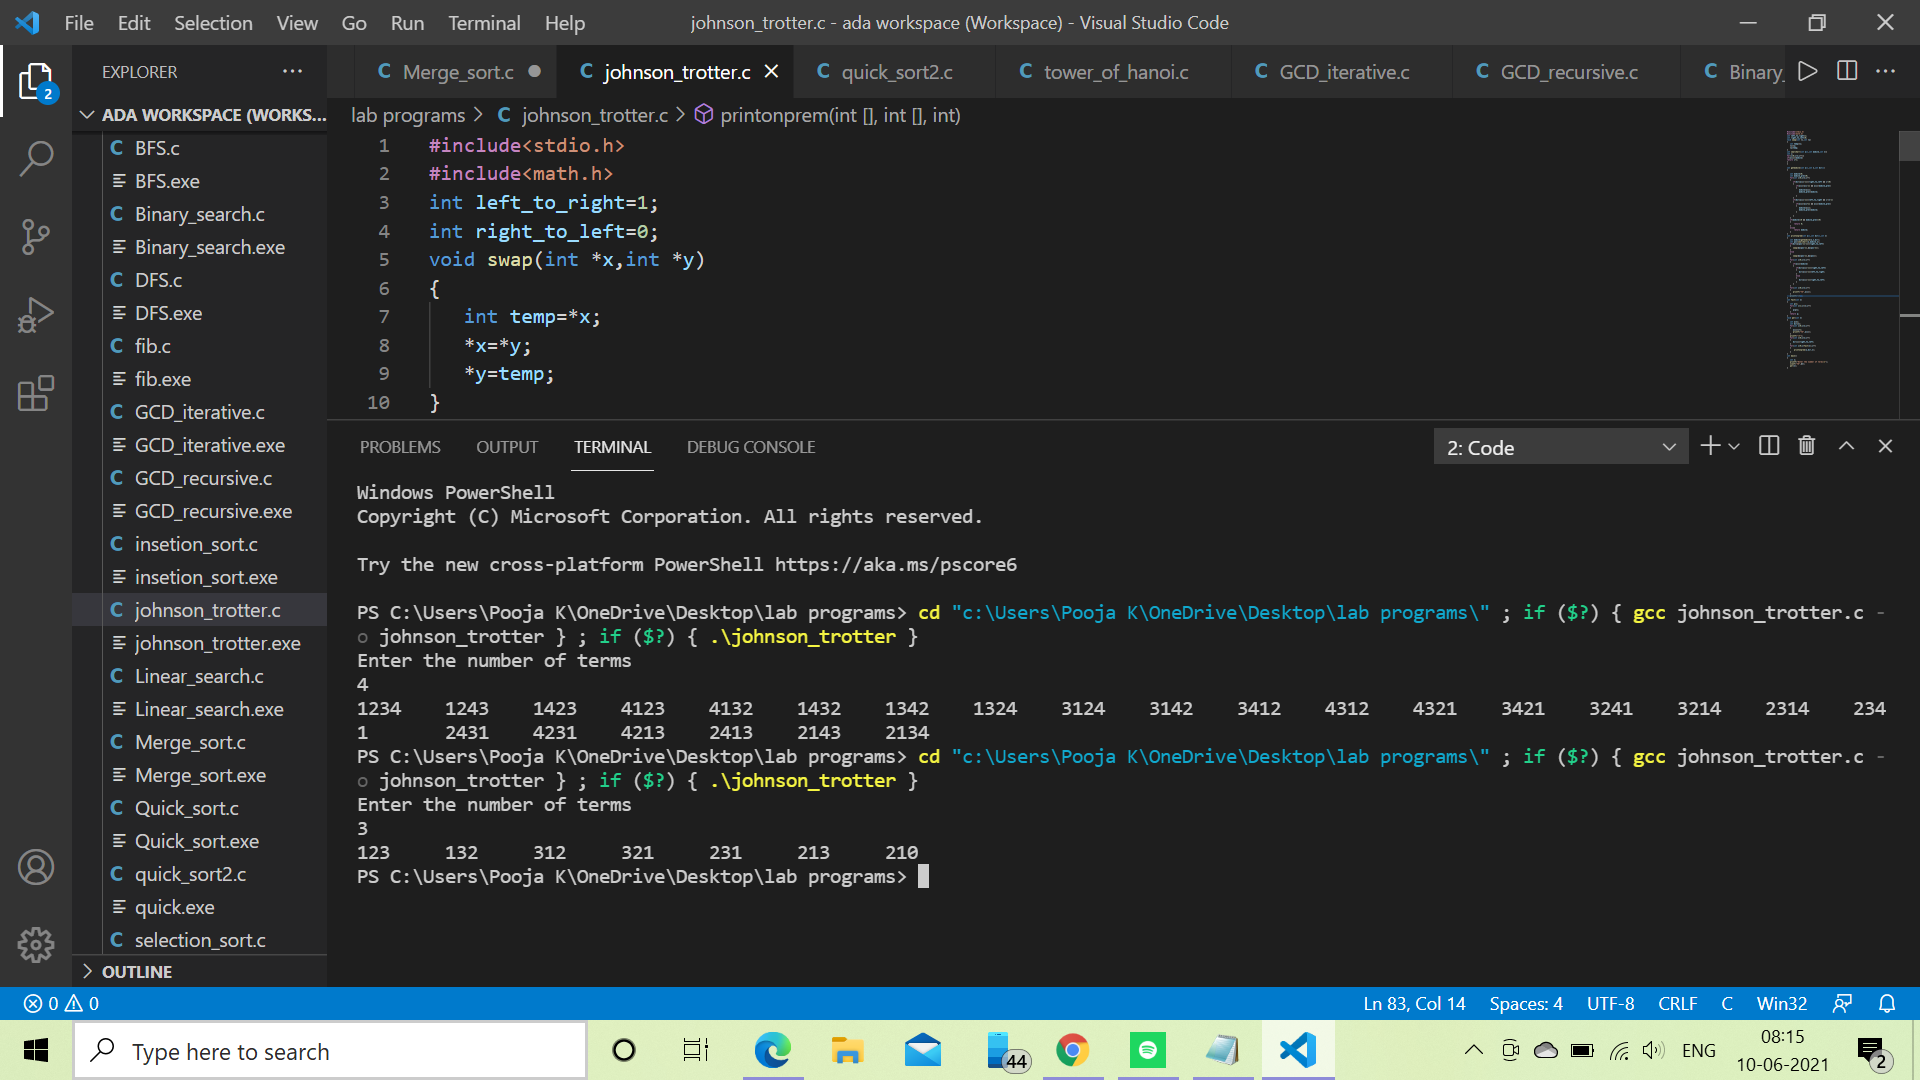 File Edit Selection View Go Run Terminal Help johnson_trotter.c - ada workspace (Workspace) - Visual Studio Code
EXPLORER
2
Merge_sort.c johnson_trotter.c quick_sort2.c tower_of_hanoi.c GCD_iterative.c GCD_recursive.c Binary_
ADA WORKSPACE (WORKS...
lab programs > C johnson_trotter.c > printonprem(int [], int [], int)
C BFS.c
BFS.exe
C Binary_search.c
Binary_search.exe
C DFS.c
DFS.exe
C fib.c
fib.exe
C GCD_iterative.c
GCD_iterative.exe
C GCD_recursive.c
GCD_recursive.exe
C insetion_sort.c
insetion_sort.exe
C johnson_trotter.c
johnson_trotter.exe
C Linear_search.c
Linear_search.exe
C Merge_sort.c
Merge_sort.exe
C Quick_sort.c
Quick_sort.exe
C quick_sort2.c
quick.exe
C selection_sort.c
OUTLINE
1 #include<stdio.h>
2 #include<math.h>
3 int left_to_right=1;
4 int right_to_left=0;
5 void swap(int *x,int *y)
6 {
7 int temp=*x;
8 *x=*y;
9 *y=temp;
10 }
PROBLEMS OUTPUT TERMINAL DEBUG CONSOLE 2: Code
Windows PowerShell
Copyright (C) Microsoft Corporation. All rights reserved.
Try the new cross-platform PowerShell https://aka.ms/pscore6
PS C:\Users\Pooja K\OneDrive\Desktop\lab programs> cd "c:\Users\Pooja K\OneDrive\Desktop\lab programs\" ; if ($?) { gcc johnson_trotter.c -
o johnson_trotter } ; if ($?) { .\johnson_trotter }
Enter the number of terms
4
1234 1243 1423 4123 4132 1432 1342 1324 3124 3142 3412 4312 4321 3421 3241 3214 2314 234
1 2431 4231 4213 2413 2143 2134
PS C:\Users\Pooja K\OneDrive\Desktop\lab programs> cd "c:\Users\Pooja K\OneDrive\Desktop\lab programs\" ; if ($?) { gcc johnson_trotter.c -
o johnson_trotter } ; if ($?) { .\johnson_trotter }
Enter the number of terms
3
123 132 312 321 231 213 210
PS C:\Users\Pooja K\OneDrive\Desktop\lab programs>
0 0 Ln 83, Col 14 Spaces: 4 UTF-8 CRLF C Win32
Type here to search 44 ENG 08:15
10-06-2021 2